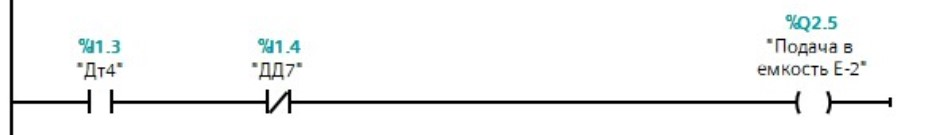 %I1.3
"Дт4"
%I1.4
"ДД7"
%Q2.5
"Подача в
емкость Е-2"